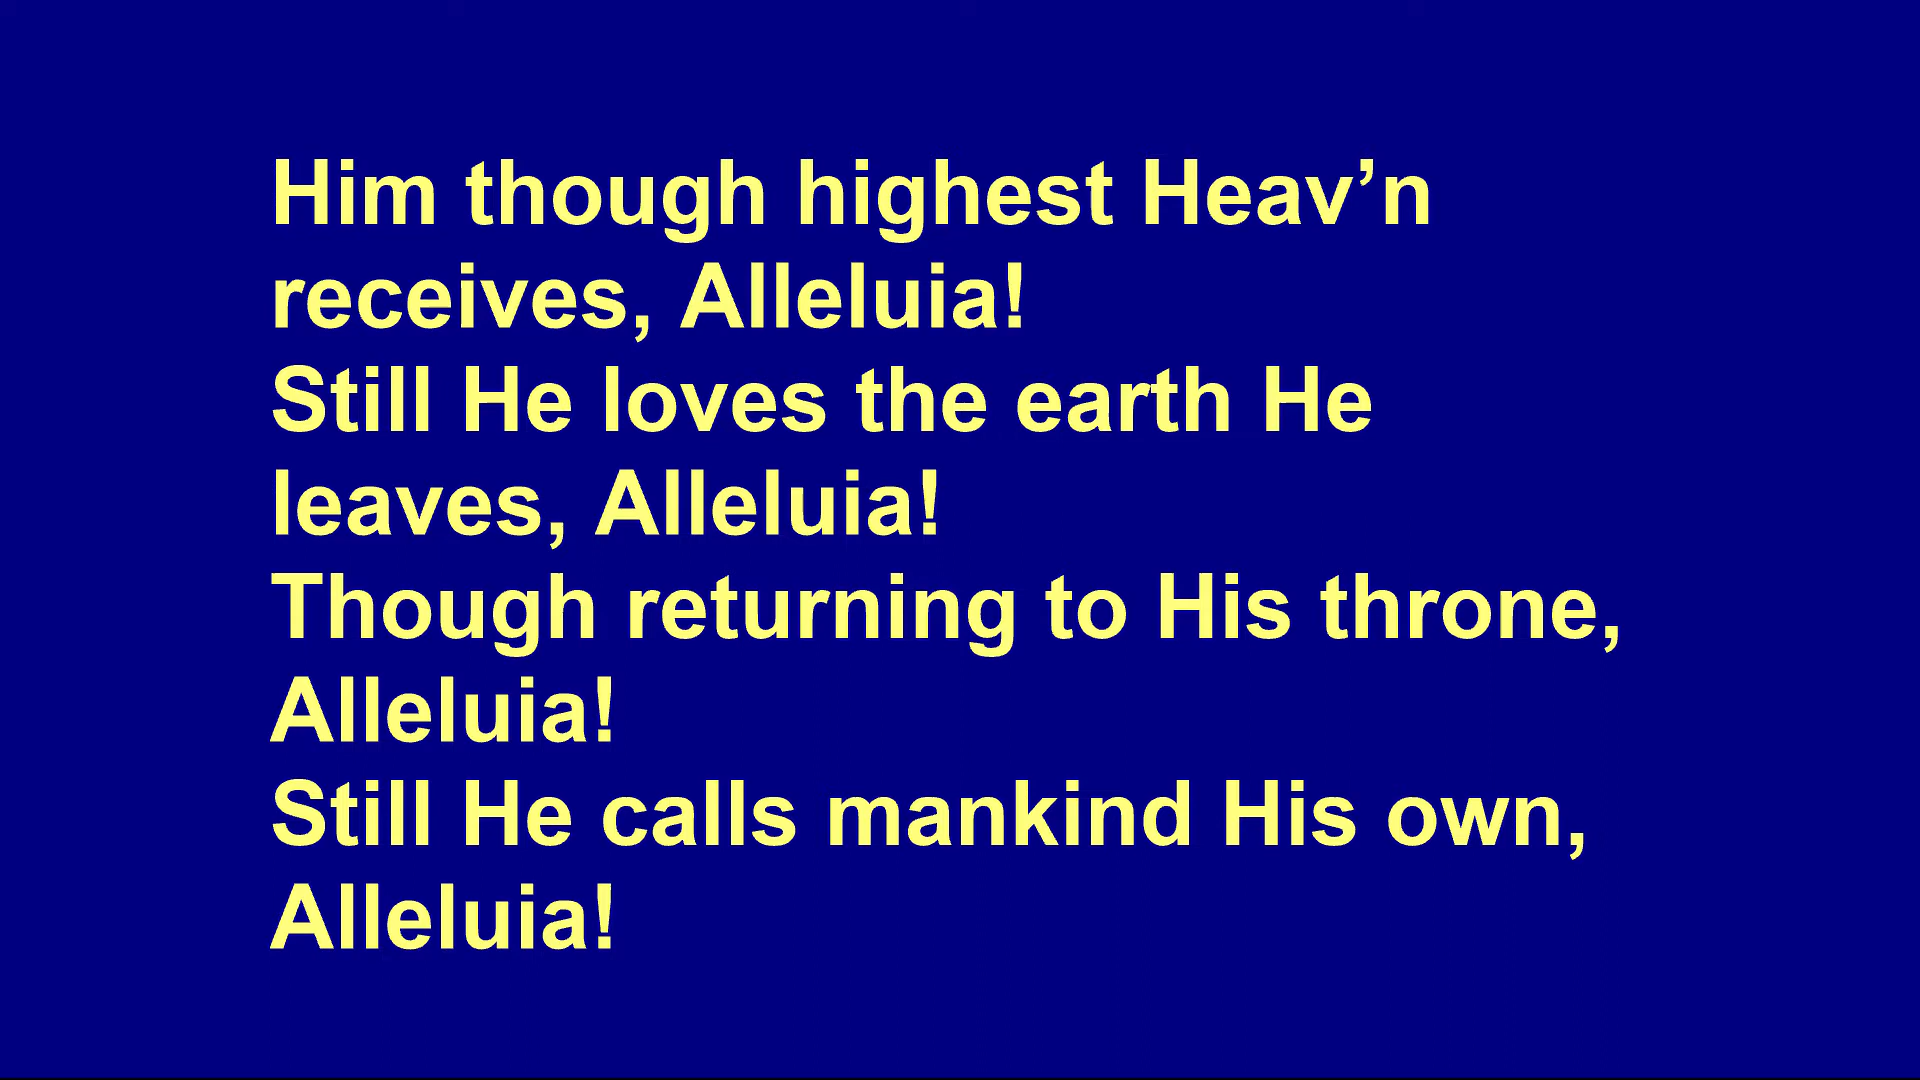 Him though highest Heav’n
receives, Alleluia!
Still He loves the earth He
leaves, Alleluia!
Though returning to His throne,
Alleluia!
Still He calls mankind His own,
Alleluia!